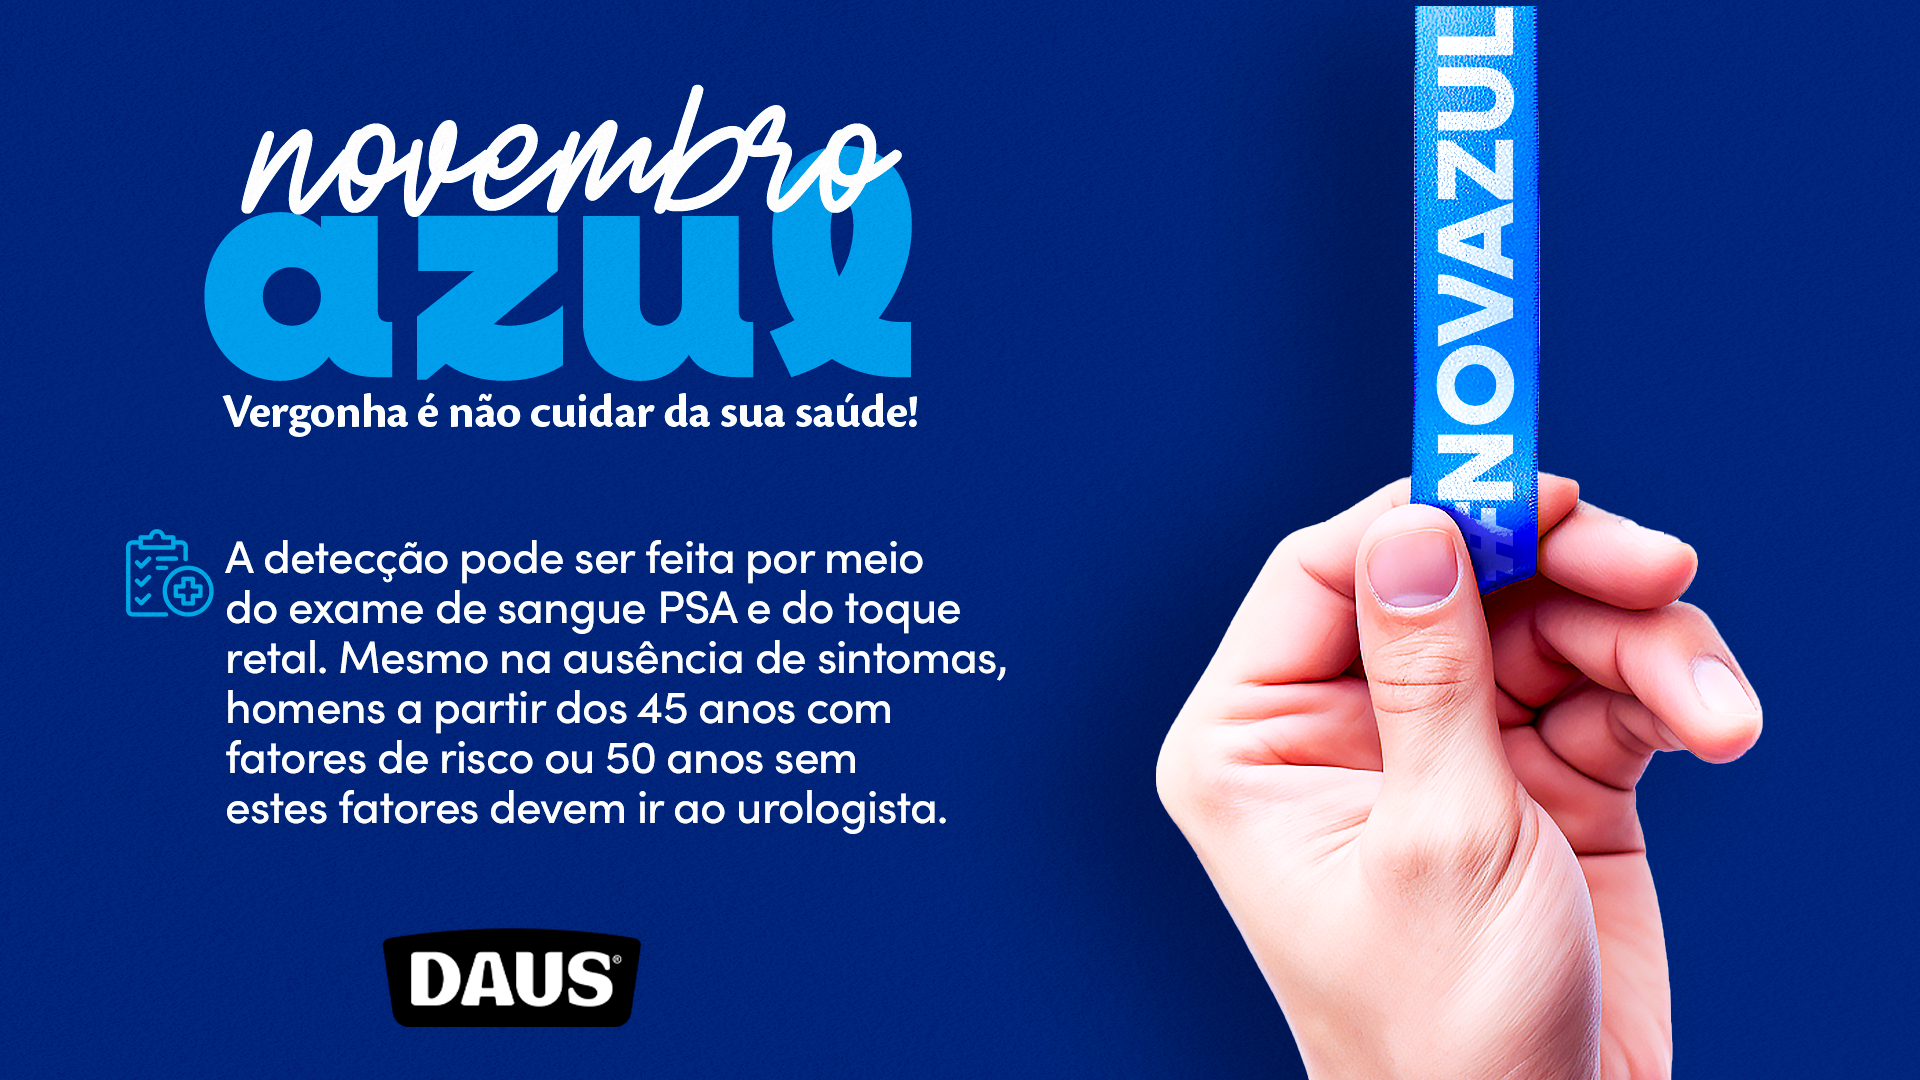 novembro
azul
Vergonha é não cuidar da sua saúde!
A detecção pode ser feita por meio
do exame de sangue PSA e do toque
retal. Mesmo na ausência de sintomas,
homens a partir dos 45 anos com
fatores de risco ou 50 anos sem
estes fatores devem ir ao urologista.
DAUS®
#NOVAZUL